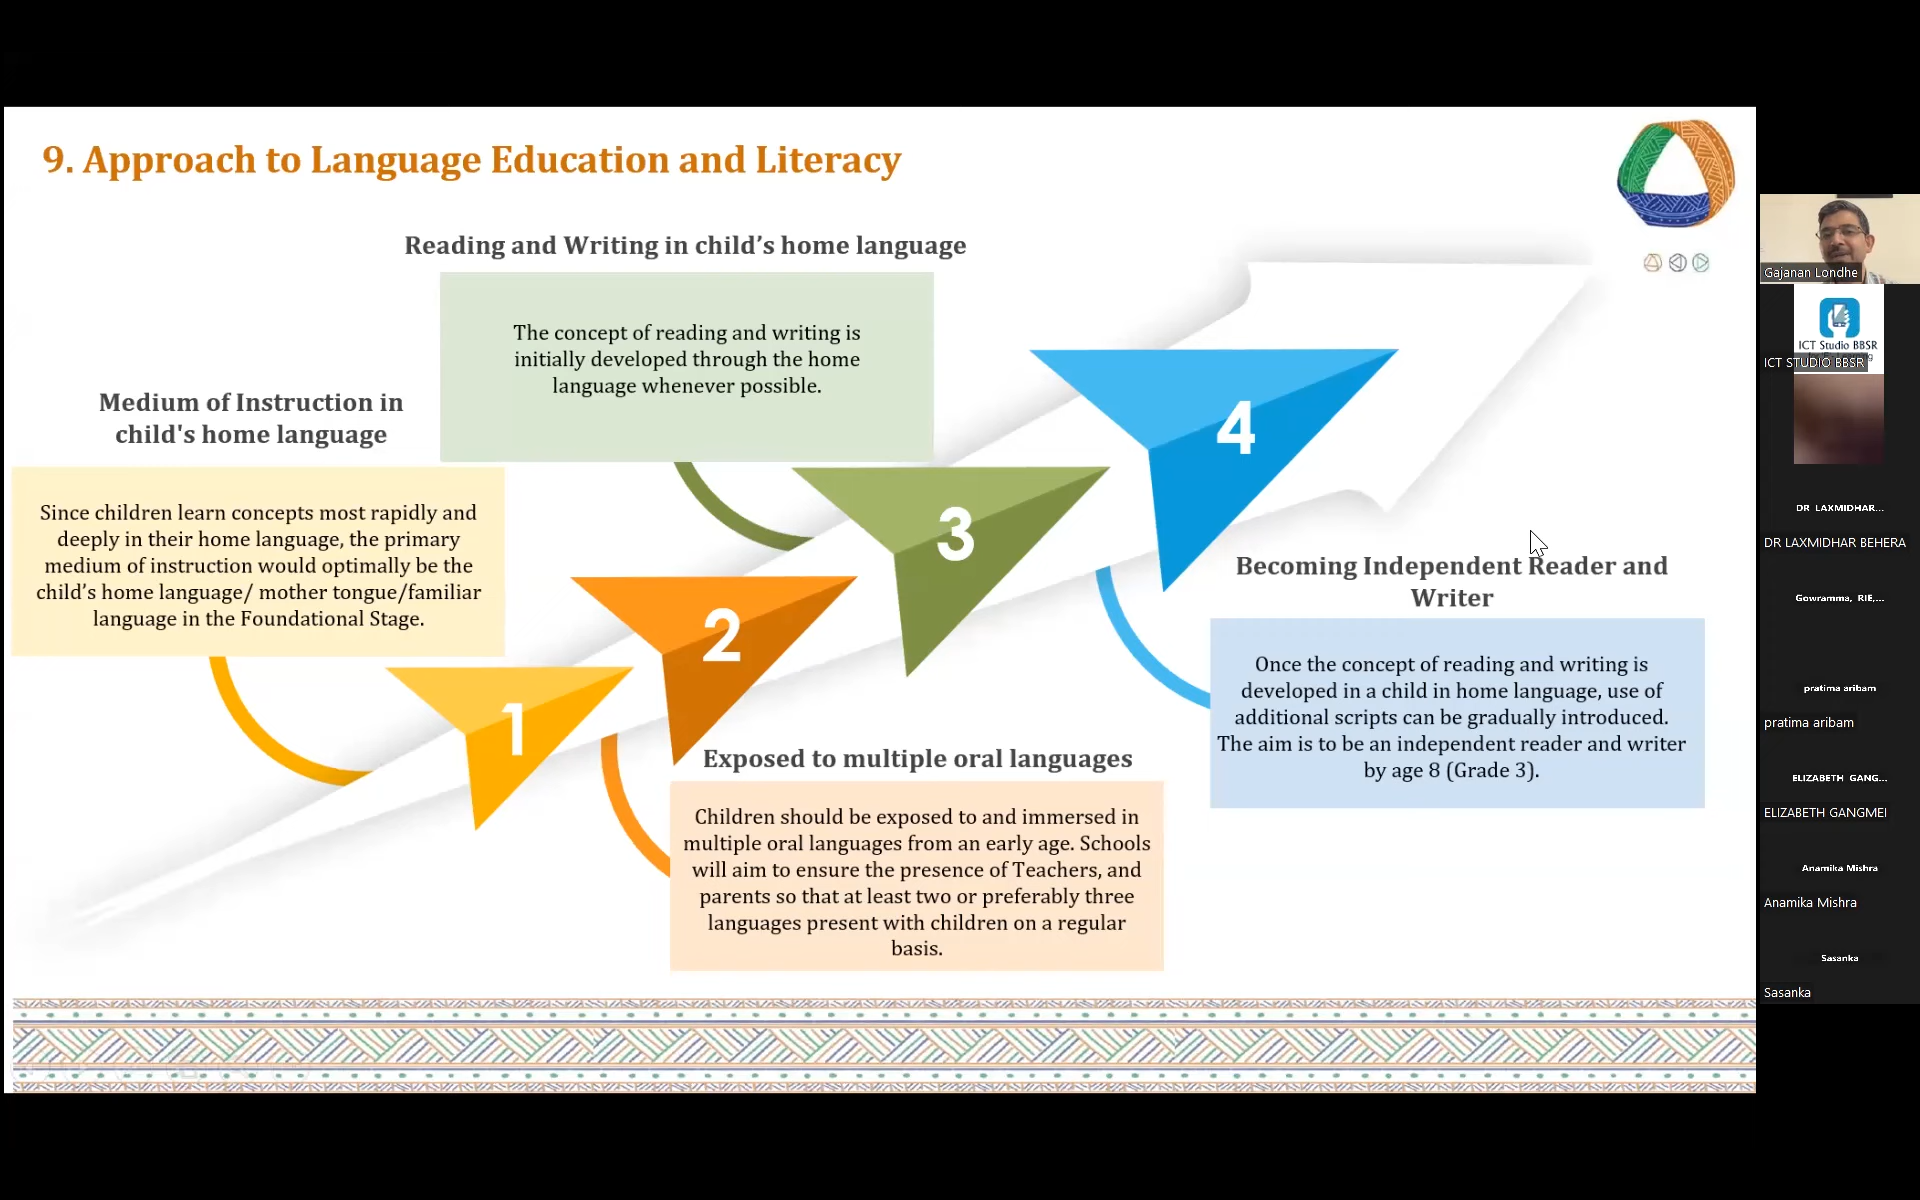 9. Approach to Language Education and Literacy
Reading and Writing in child’s home language
The concept of reading and writing is
initially developed through the home
language whenever possible.
Medium of Instruction in
child's home language
Since children learn concepts most rapidly and
deeply in their home language, the primary
medium of instruction would optimally be the
child’s home language/ mother tongue/familiar
language in the Foundational Stage.
1
2
3
4
Exposed to multiple oral languages
Children should be exposed to and immersed in
multiple oral languages from an early age. Schools
will aim to ensure the presence of Teachers, and
parents so that at least two or preferably three
languages present with children on a regular
basis.
Becoming Independent Reader and
Writer
Once the concept of reading and writing is
developed in a child in home language, use of
additional scripts can be gradually introduced.
The aim is to be an independent reader and writer
by age 8 (Grade 3).
Gajanan Londhe
ICT Studio BBSR
ICT STUDIO BBSR
DR LAXMIDHAR...
DR LAXMIDHAR BEHERA
Gowramma, RIE,...
pratima aribam
pratima aribam
ELIZABETH GANG...
ELIZABETH GANGMEI
Anamika Mishra
Anamika Mishra
Sasanka
Sasanka